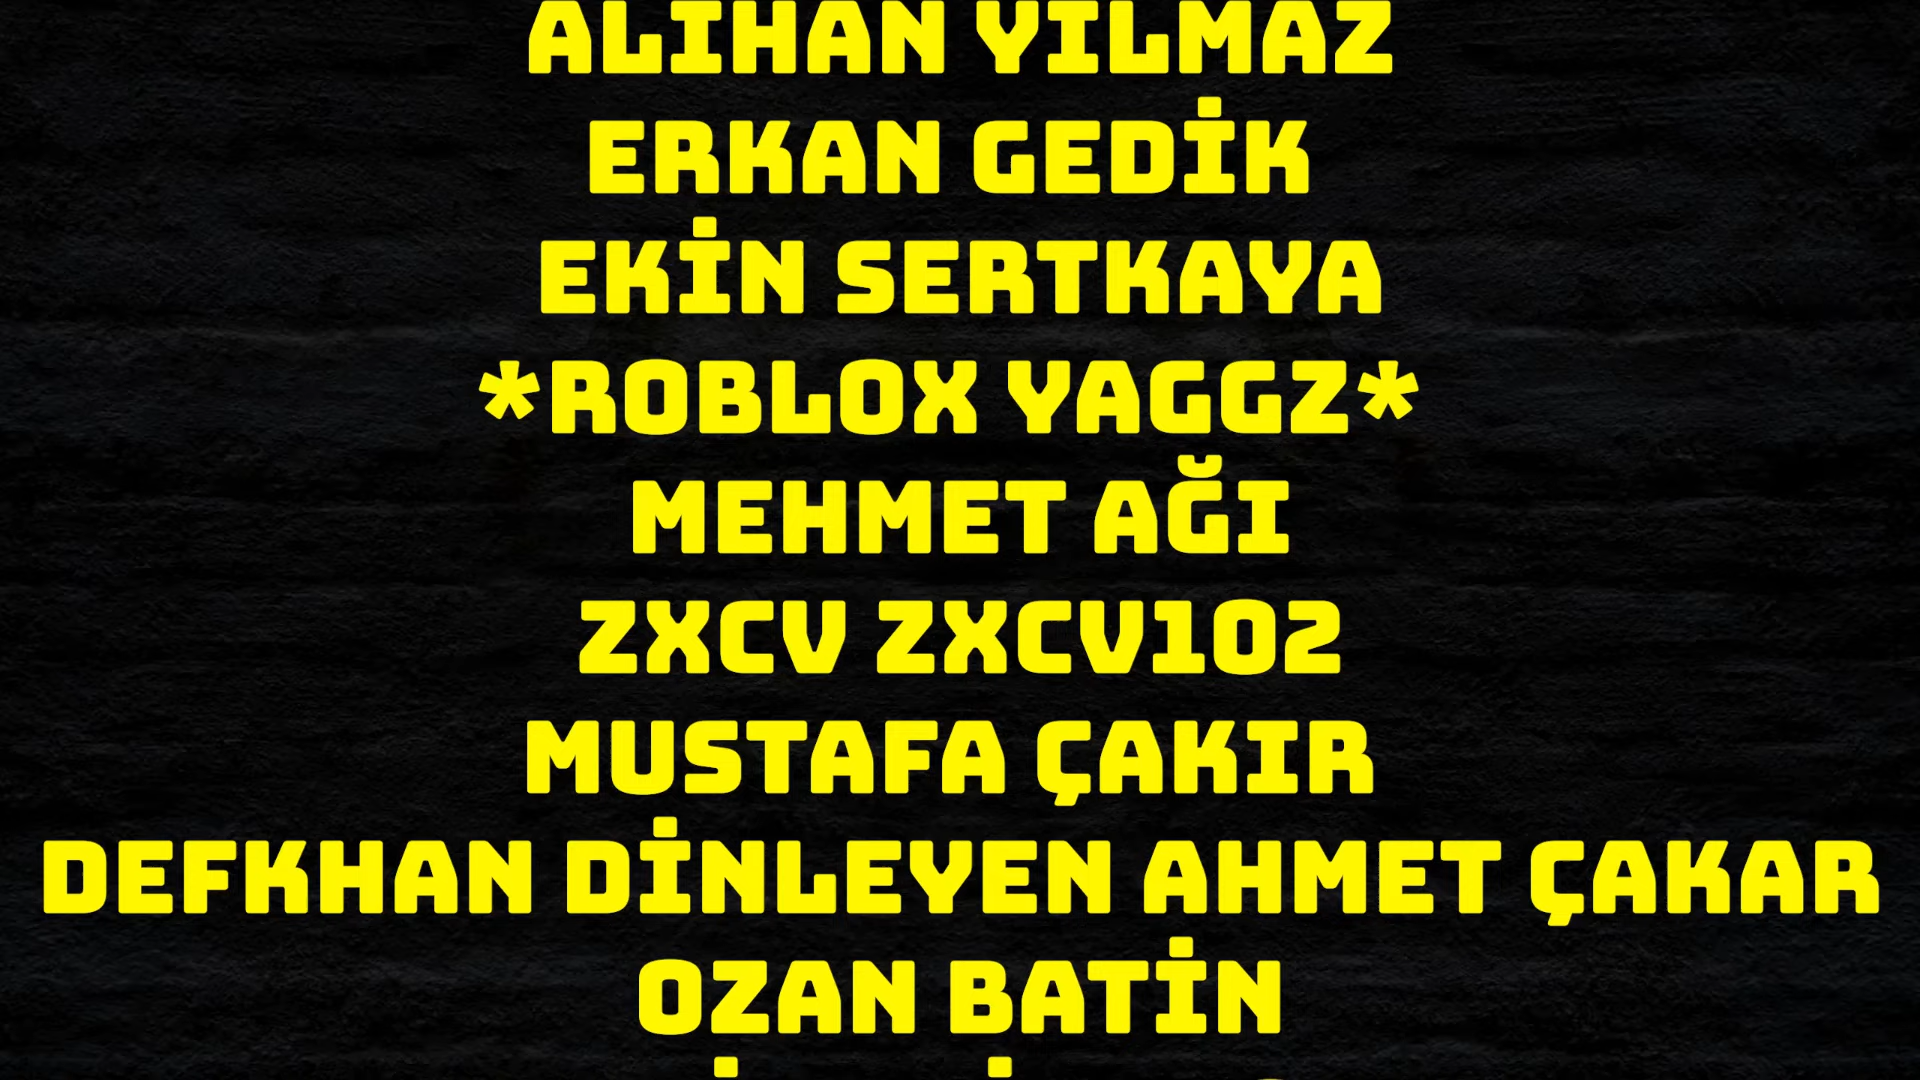 ALIHAN YILMAZ
ERKAN GEDİK
EKİN SERTKAYA
*ROBLOX YAGGZ*
MEHMET AĞI
ZXCV ZXCV102
MUSTAFA ÇAKIR
DEFKHAN DİNLEYEN AHMET ÇAKAR
OZAN BATİN